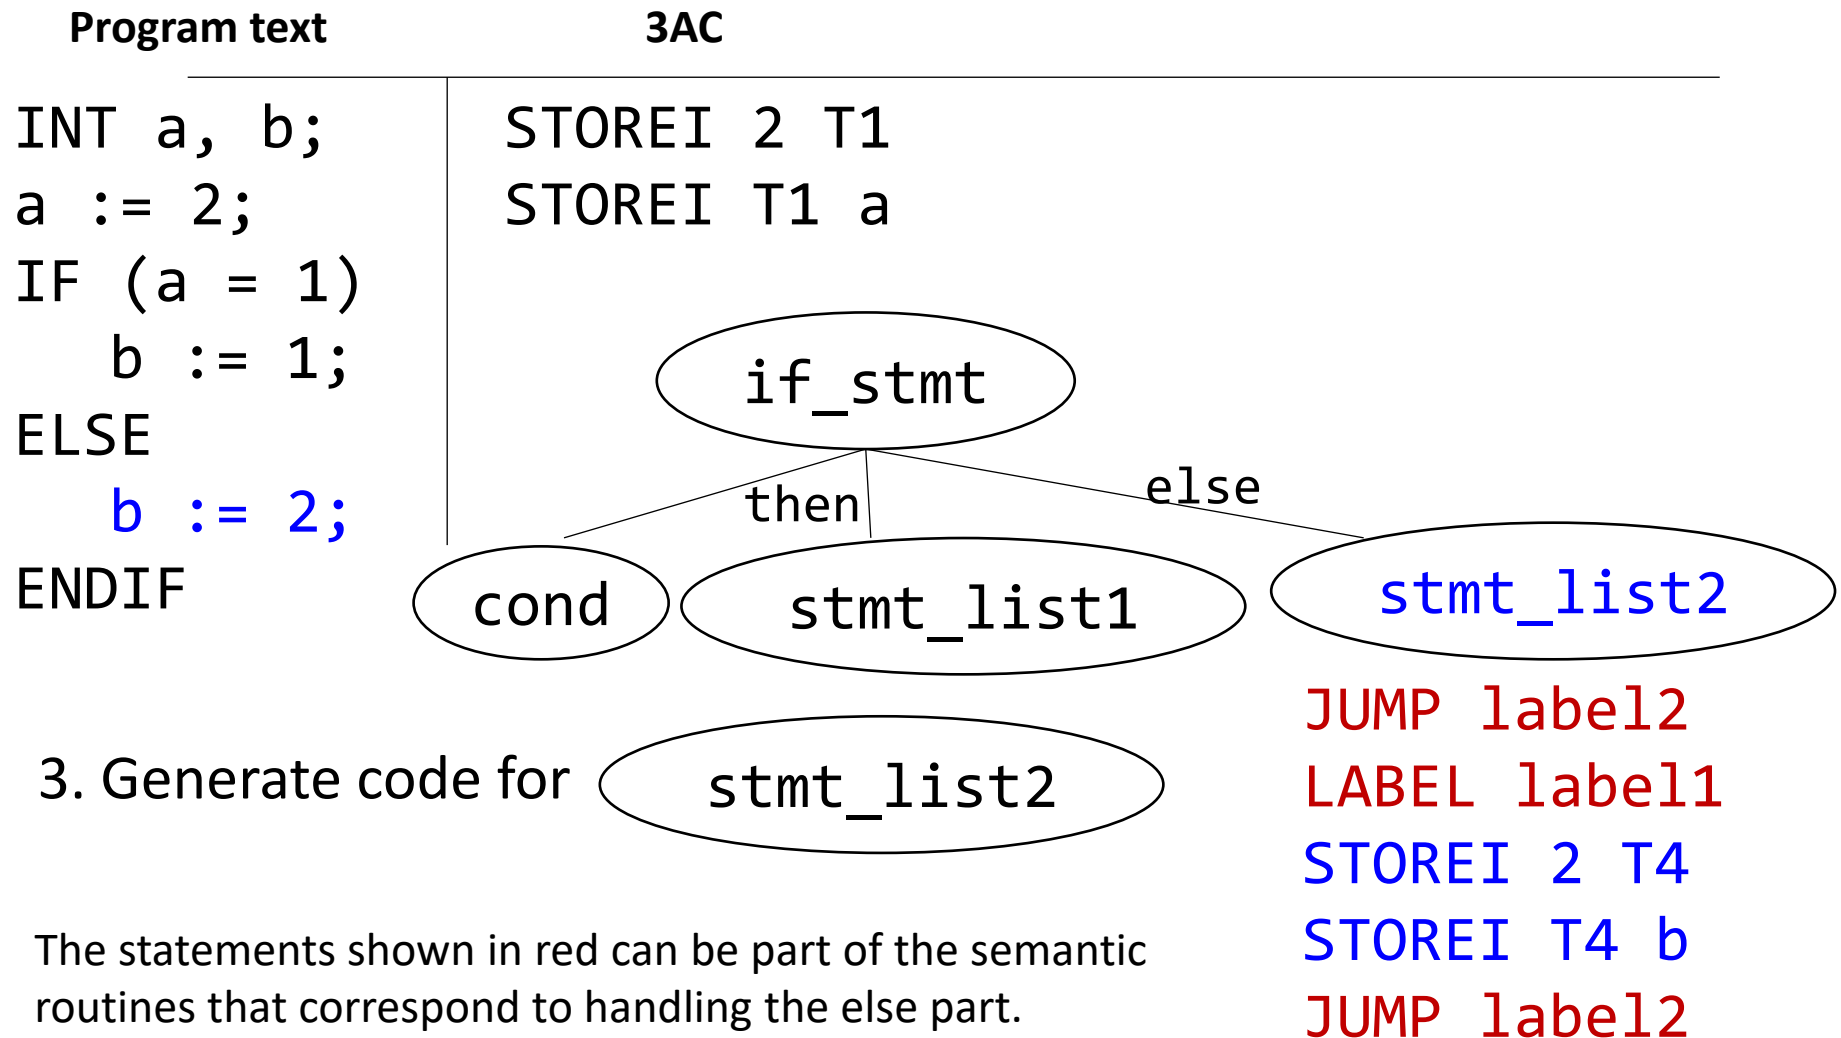 Program text
3AC
INT a, b;
a := 2;
IF (a = 1)
b := 1;
ELSE
b := 2;
ENDIF
STOREI 2 T1
STOREI T1 a
if_stmt
then
else
cond
stmt_list1
stmt_list2
3. Generate code for
stmt_list2
JUMP label2
LABEL label1
STOREI 2 T4
STOREI T4 b
JUMP label2
The statements shown in red can be part of the semantic
routines that correspond to handling the else part.